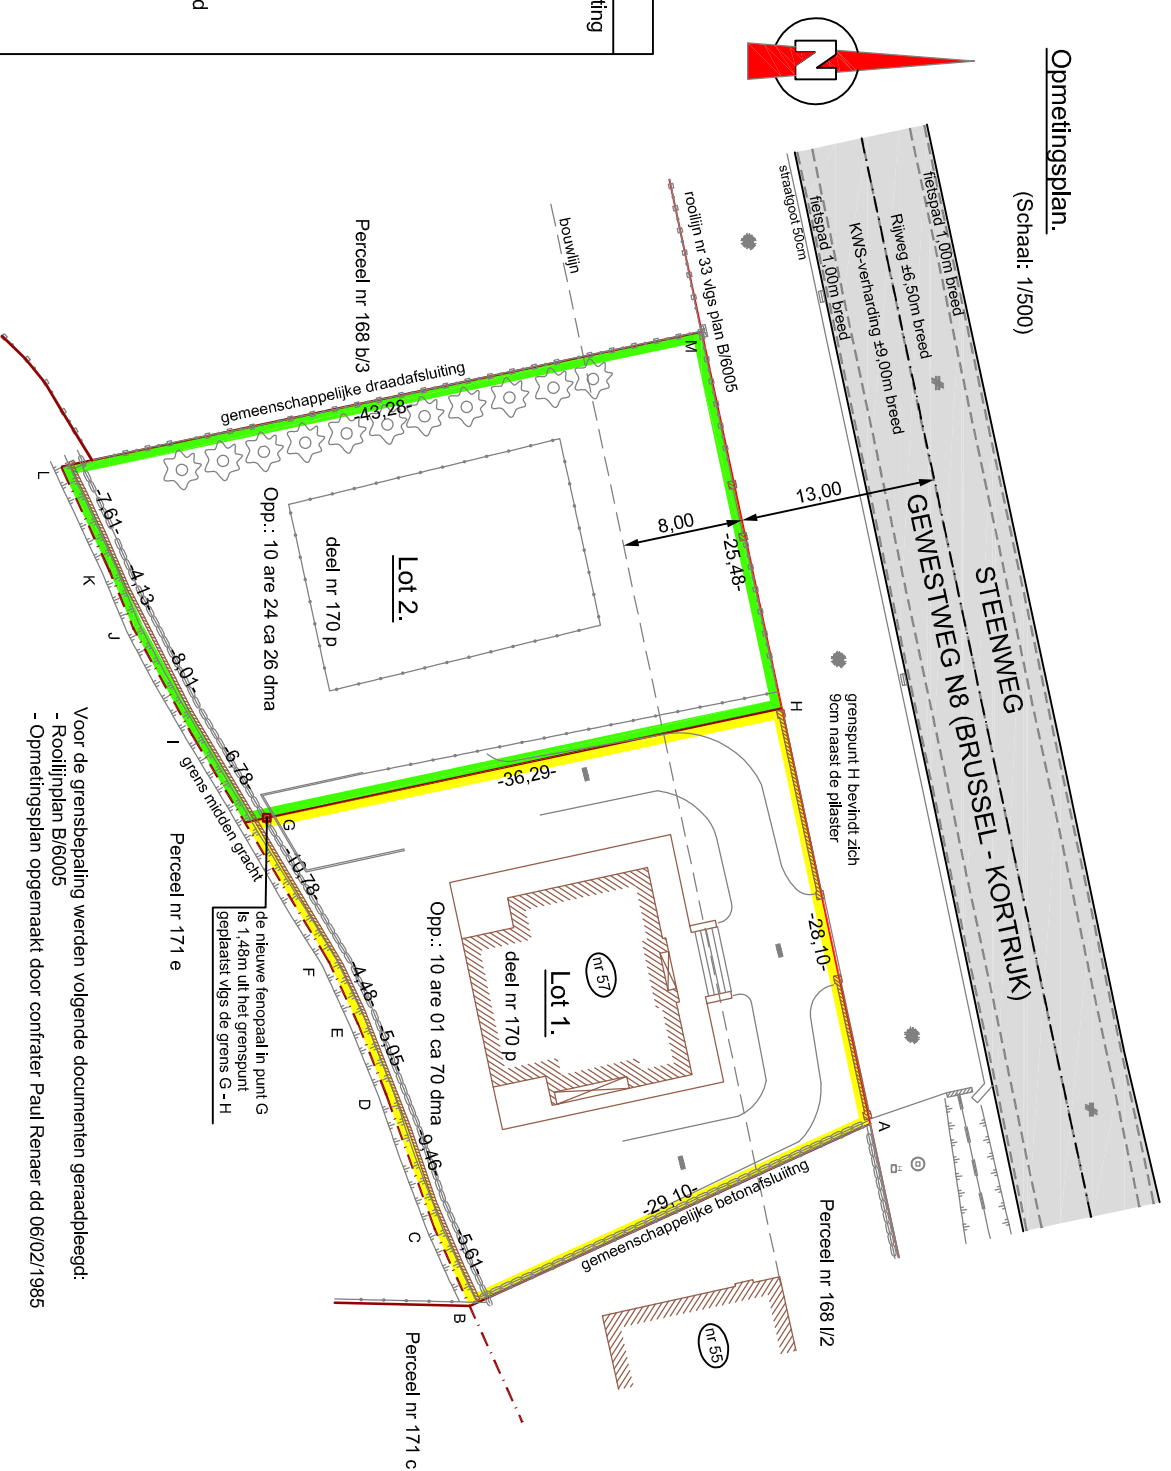 Opmetingsplan.
(Schaal: 1/500)
N
ting
d
STEENWEG
GEWESTWEG N8 (BRUSSEL - KORTRIJK)
fietspad 1,00m breed
Rijweg ±6,50m breed
KWS-verharding ±9,00m breed
fietspad 1,00m breed
straatgoot 50cm
rooilijn nr 33 vlgs plan B/6005
bouwlijn
13,00
8,00
-25,48-
M
H
grenspunt H bevindt zich
9cm naast de pilaster
-28,10-
A
H
Perceel nr 168 l/2
nr 55
gemeenschappelijke betonafsluitng
-29,10-
Perceel nr 168 b/3
gemeenschappelijke draadafsluiting
-43,28-
Lot 2.
deel nr 170 p
Opp.: 10 are 24 ca 26 dma
-36,29-
nr 57
Lot 1.
deel nr 170 p
Opp.: 10 are 01 ca 70 dma
L
-7,61-
K
-4,13-
J
-8,01-
I
-6,78-
G
-10,78-
F
-4,48-
E
-5,05-
D
-9,46-
C
-5,61-
B
grens midden gracht
Perceel nr 171 e
Perceel nr 171 c
de nieuwe fenopaal in punt G
Is 1,48m uit het grenspunt
geplaatst vlgs de grens G - H
Voor de grensbepaling werden volgende documenten geraadpleegd:
- Rooilijnplan B/6005
- Opmetingsplan opgemaakt door confrater Paul Renaer dd 06/02/1985